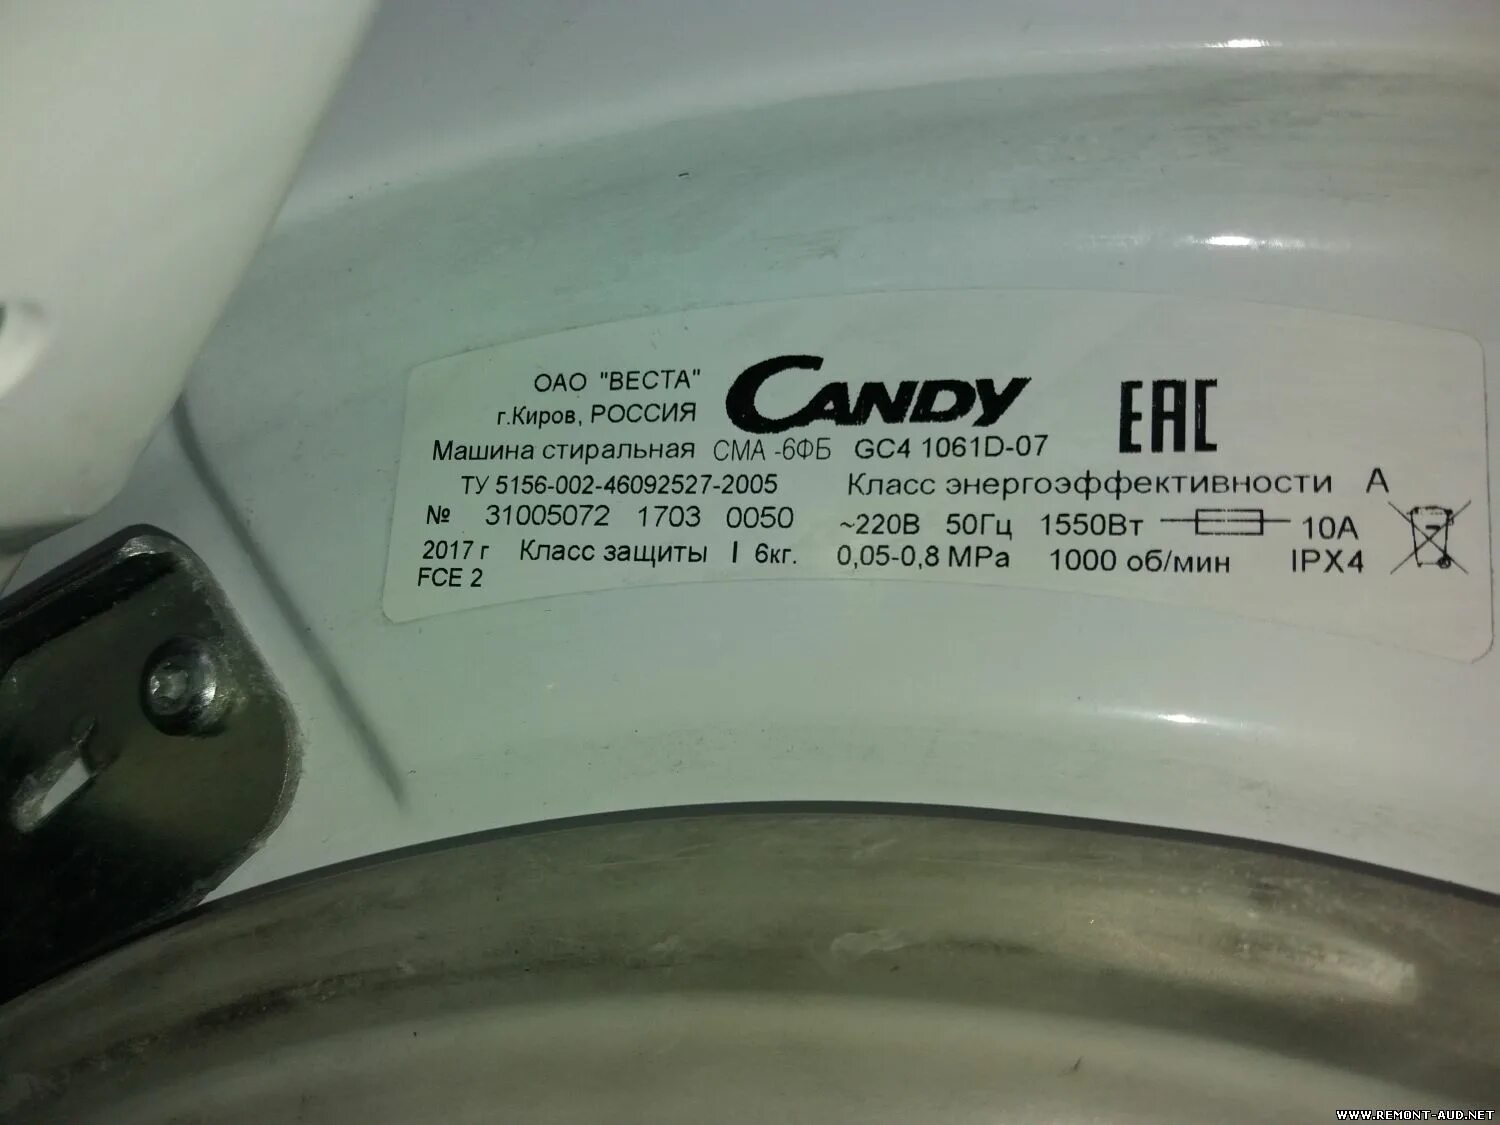 ОАО "ВЕСТА"
г.Киров, РОССИЯ
CANDY
EAC
Машина стиральная СМА -6ФБ GC4 1061D-07
ТУ 5156-002-46092527-2005 Класс энергоэффективности А
№ 31005072 1703 0050 ~220В 50Гц 1550Вт 10А
2017 г Класс защиты I 6кг. 0,05-0,8 МРа 1000 об/мин IPX4
FCE 2
WWW.REMONT-AUD.NET